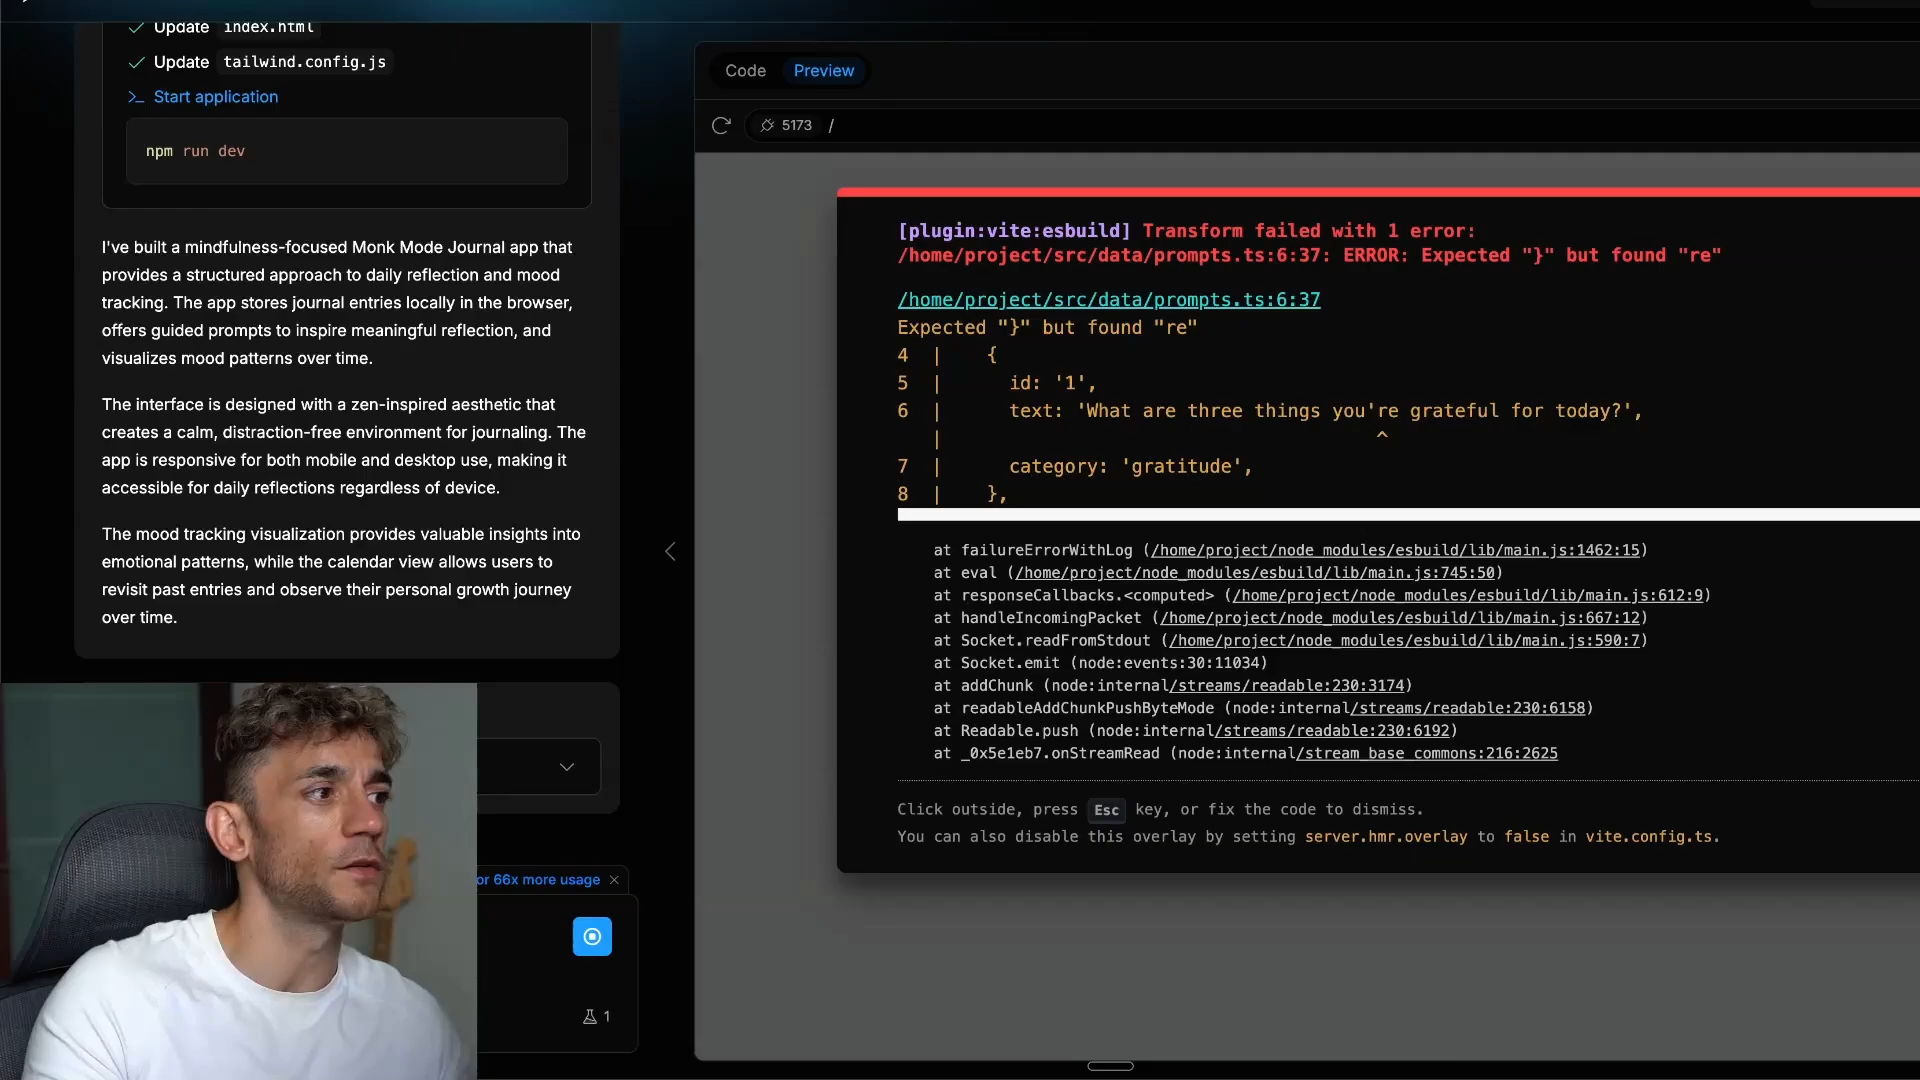 Update index.html
Update tailwind.config.js
>_ Start application
npm run dev
I've built a mindfulness-focused Monk Mode Journal app that
provides a structured approach to daily reflection and mood
tracking. The app stores journal entries locally in the browser,
offers guided prompts to inspire meaningful reflection, and
visualizes mood patterns over time.
The interface is designed with a zen-inspired aesthetic that
creates a calm, distraction-free environment for journaling. The
app is responsive for both mobile and desktop use, making it
accessible for daily reflections regardless of device.
The mood tracking visualization provides valuable insights into
emotional patterns, while the calendar view allows users to
revisit past entries and observe their personal growth journey
over time.
or 66x more usage
1
Code Preview
5173 /
[plugin:vite:esbuild] Transform failed with 1 error:
/home/project/src/data/prompts.ts:6:37: ERROR: Expected "}" but found "re"
/home/project/src/data/prompts.ts:6:37
Expected "}" but found "re"
4 | {
5 | id: '1',
6 | text: 'What are three things you're grateful for today?',
| ^
7 | category: 'gratitude',
8 | },
at failureErrorWithLog (/home/project/node_modules/esbuild/lib/main.js:1462:15)
at eval (/home/project/node_modules/esbuild/lib/main.js:745:50)
at responseCallbacks.<computed> (/home/project/node_modules/esbuild/lib/main.js:612:9)
at handleIncomingPacket (/home/project/node_modules/esbuild/lib/main.js:667:12)
at Socket.readFromStdout (/home/project/node_modules/esbuild/lib/main.js:590:7)
at Socket.emit (node:events:30:11034)
at addChunk (node:internal/streams/readable:230:3174)
at readableAddChunkPushByteMode (node:internal/streams/readable:230:6158)
at Readable.push (node:internal/streams/readable:230:6192)
at _0x5e1eb7.onStreamRead (node:internal/stream_base_commons:216:2625
Click outside, press Esc key, or fix the code to dismiss.
You can also disable this overlay by setting server.hmr.overlay to false in vite.config.ts.